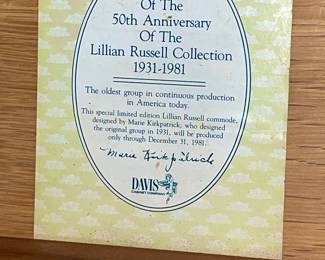 Of The
50th Anniversary
Of The
Lillian Russell Collection
1931-1981
The oldest group in continuous production
in America today.
This special limited edition Lillian Russell commode,
designed by Marie Kirkpatrick, who designed
the original group in 1931, will be produced
only through December 31, 1981.
Marie Kirkpatrick
DAVIS
CABINET COMPANY